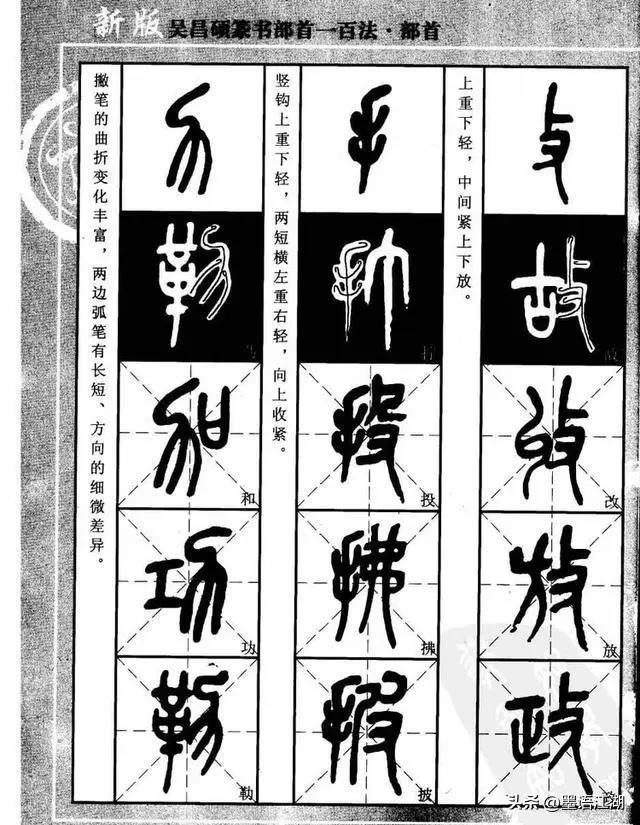 新版 吴昌硕篆书部首一百法·部首
上重下轻，中间紧上下放。
故
改
放
政
竖钩上重下轻，两短横左重右轻，向上收紧。
投
拂
披
撇笔的曲折变化丰富，两边弧笔有长短、方向的细微差异。
和
功
勒
头条 @墨语江湖